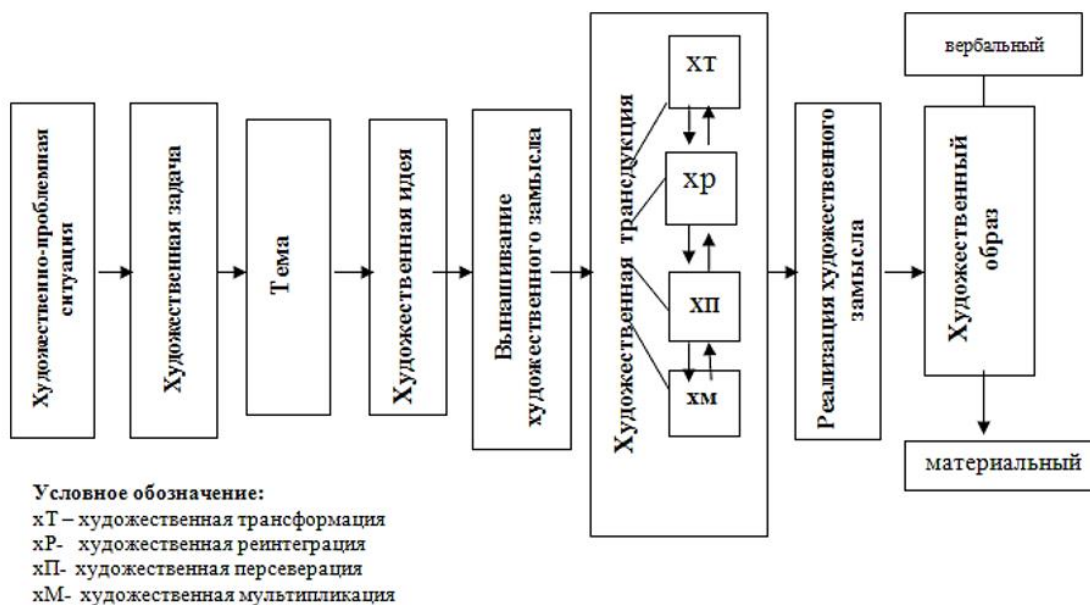 Художественно-проблемная
ситуация
Художественная задача
Тема
Художественная идея
Вынашивание
художественного замысла
Художественная трансдукция
хт
хр
хп
хм
Реализация художественного
замысла
вербальный
Художественный
образ
материальный
Условное обозначение:
хТ – художественная трансформация
хР- художественная реинтеграция
хП- художественная персеверация
хМ- художественная мультипликация